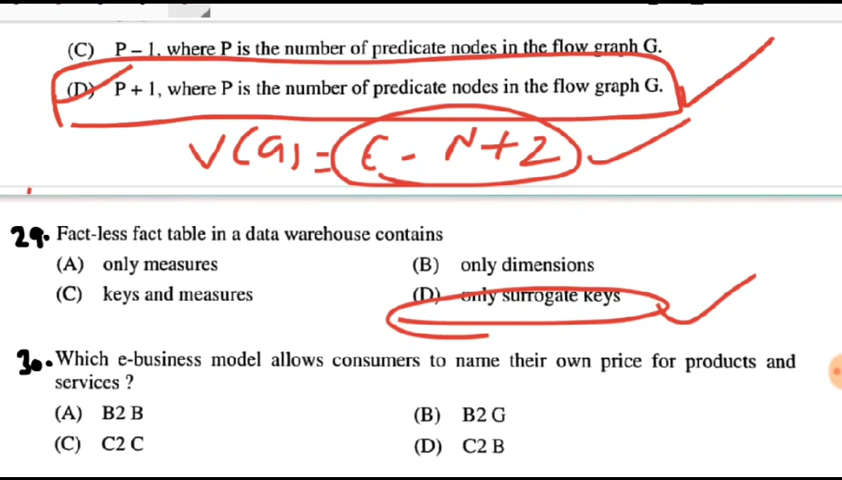 (C) P – 1, where P is the number of predicate nodes in the flow graph G.
(D) P + 1, where P is the number of predicate nodes in the flow graph G.
V(G) = E - N+2
29. Fact-less fact table in a data warehouse contains
(A) only measures (B) only dimensions
(C) keys and measures (D) only surrogate keys
30. Which e-business model allows consumers to name their own price for products and
services ?
(A) B2 B (B) B2 G
(C) C2 C (D) C2 B